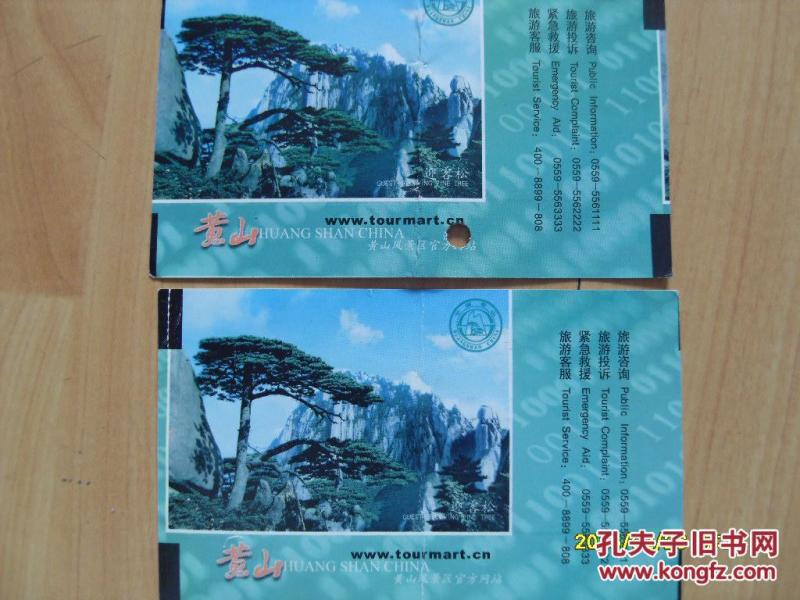 旅游咨询 Public Information: 0559-5561111
旅游投诉 Tourist Complaint: 0559-5562222
紧急救援 Emergency Aid: 0559-5563333
旅游客服 Tourist Service: 400-8899-808
迎客松
PINE TREE
www.tourmart.cn
黄山 HUANG SHAN CHINA
黄山风景区官方网站
旅游咨询 Public Information: 0559-
旅游投诉 Tourist Complaint: 0559-
紧急救援 Emergency Aid: 0559-
旅游客服 Tourist Service: 400-8899-808
迎客松
PINE TREE
www.tourmart.cn
黄山 HUANG SHAN CHINA
黄山风景区官方网站
孔夫子旧书网
www.kongfz.com